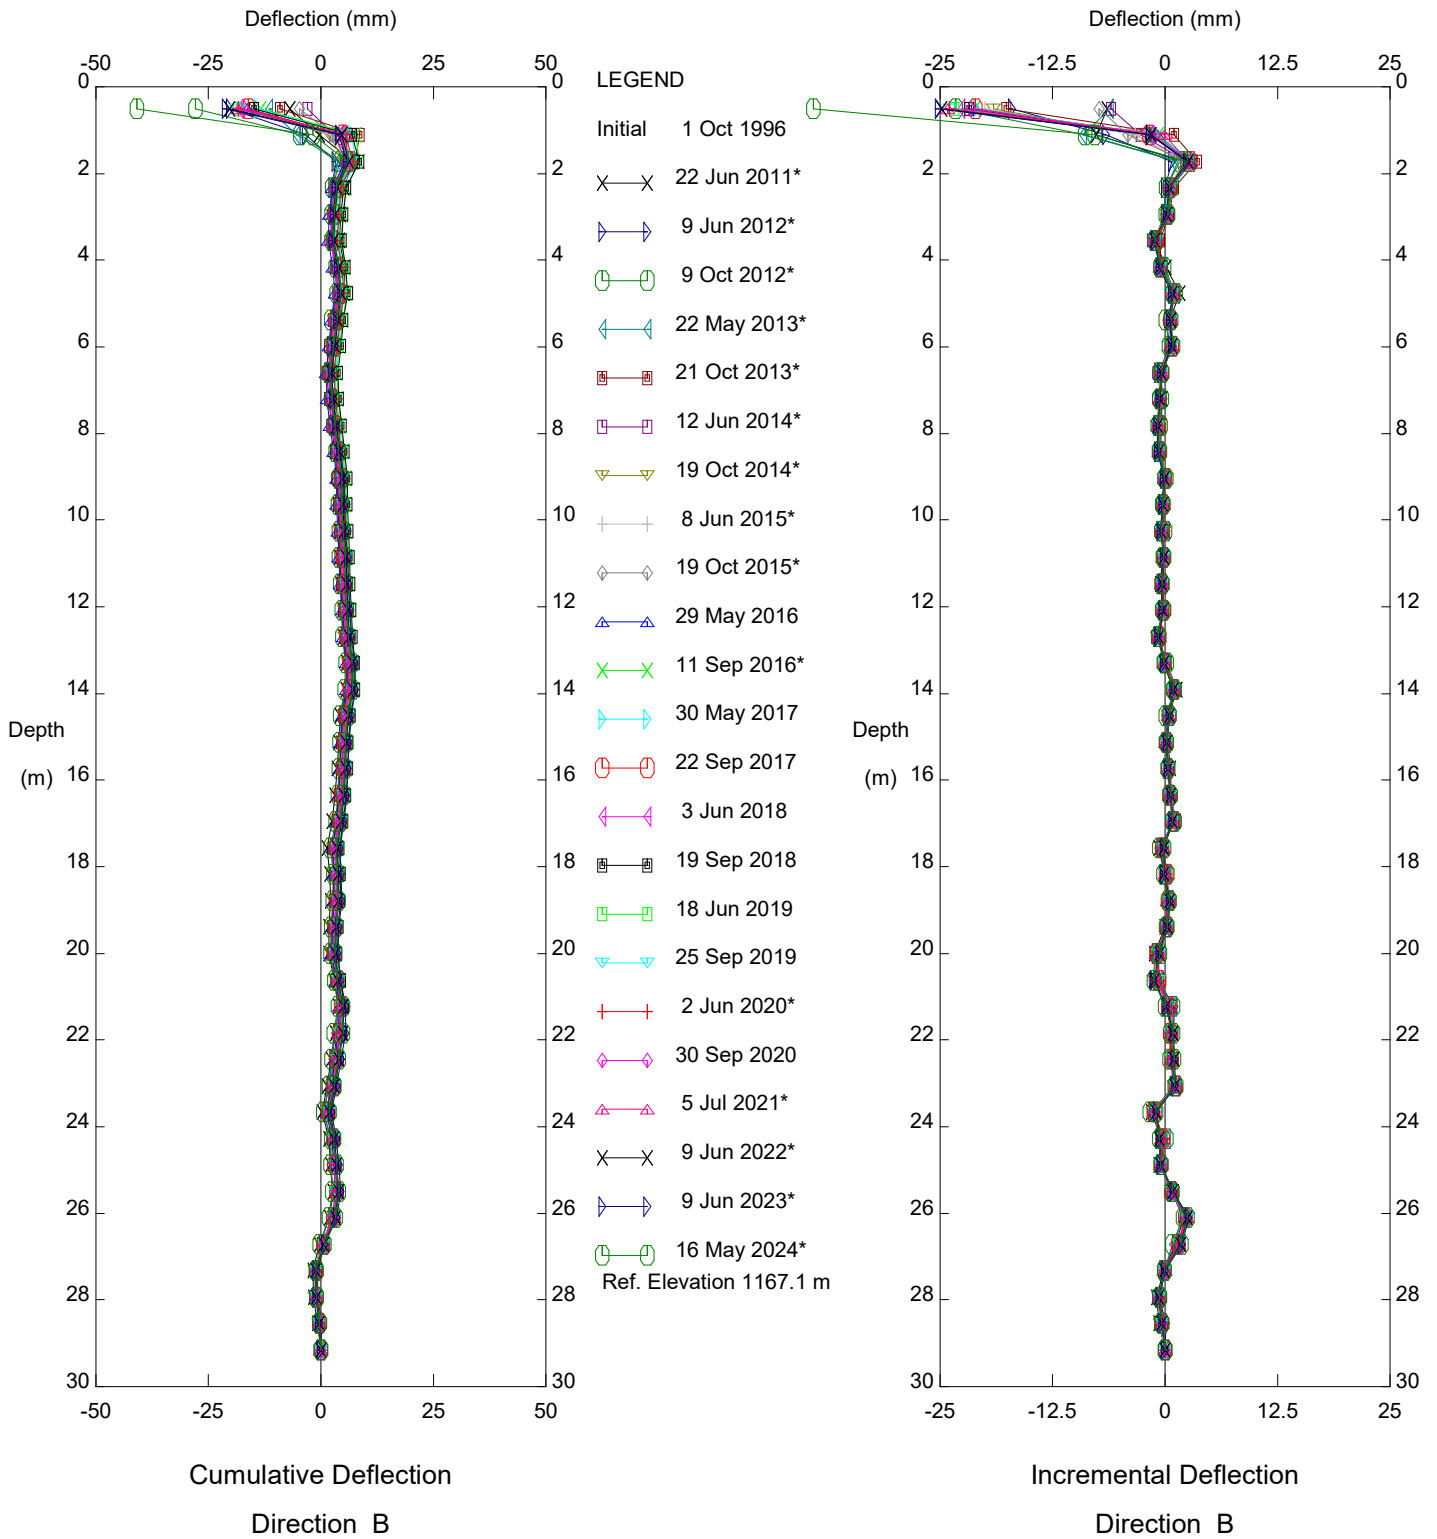 Deflection (mm)
-50 -25 0 25 50
0 0
2 2
4 4
6 6
8 8
10 10
12 12
14 14
16 16
18 18
20 20
22 22
24 24
26 26
28 28
30 30
-50 -25 0 25 50
Depth
(m)
Cumulative Deflection
Direction B
LEGEND
Initial 1 Oct 1996
22 Jun 2011*
9 Jun 2012*
9 Oct 2012*
22 May 2013*
21 Oct 2013*
12 Jun 2014*
19 Oct 2014*
8 Jun 2015*
19 Oct 2015*
29 May 2016
11 Sep 2016*
30 May 2017
22 Sep 2017
3 Jun 2018
19 Sep 2018
18 Jun 2019
25 Sep 2019
2 Jun 2020*
30 Sep 2020
5 Jul 2021*
9 Jun 2022*
9 Jun 2023*
16 May 2024*
Ref. Elevation 1167.1 m
Deflection (mm)
-25 -12.5 0 12.5 25
0 0
2 2
4 4
6 6
8 8
10 10
12 12
14 14
16 16
18 18
20 20
22 22
24 24
26 26
28 28
30 30
-25 -12.5 0 12.5 25
Depth
(m)
Incremental Deflection
Direction B